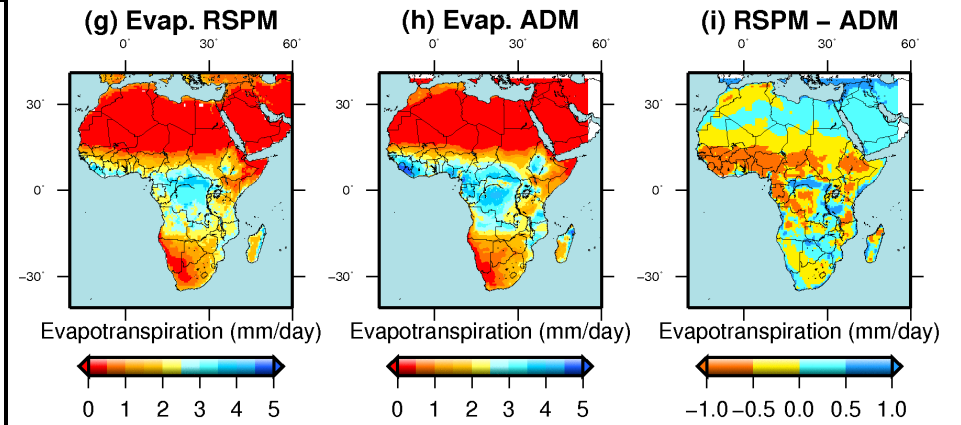 (g) Evap. RSPM
0° 30° 60°
30°
0°
−30°
Evapotranspiration (mm/day)
0 1 2 3 4 5
(h) Evap. ADM
0° 30° 60°
30°
0°
−30°
Evapotranspiration (mm/day)
0 1 2 3 4 5
(i) RSPM − ADM
0° 30° 60°
30°
0°
−30°
Evapotranspiration (mm/day)
−1.0 −0.5 0.0 0.5 1.0